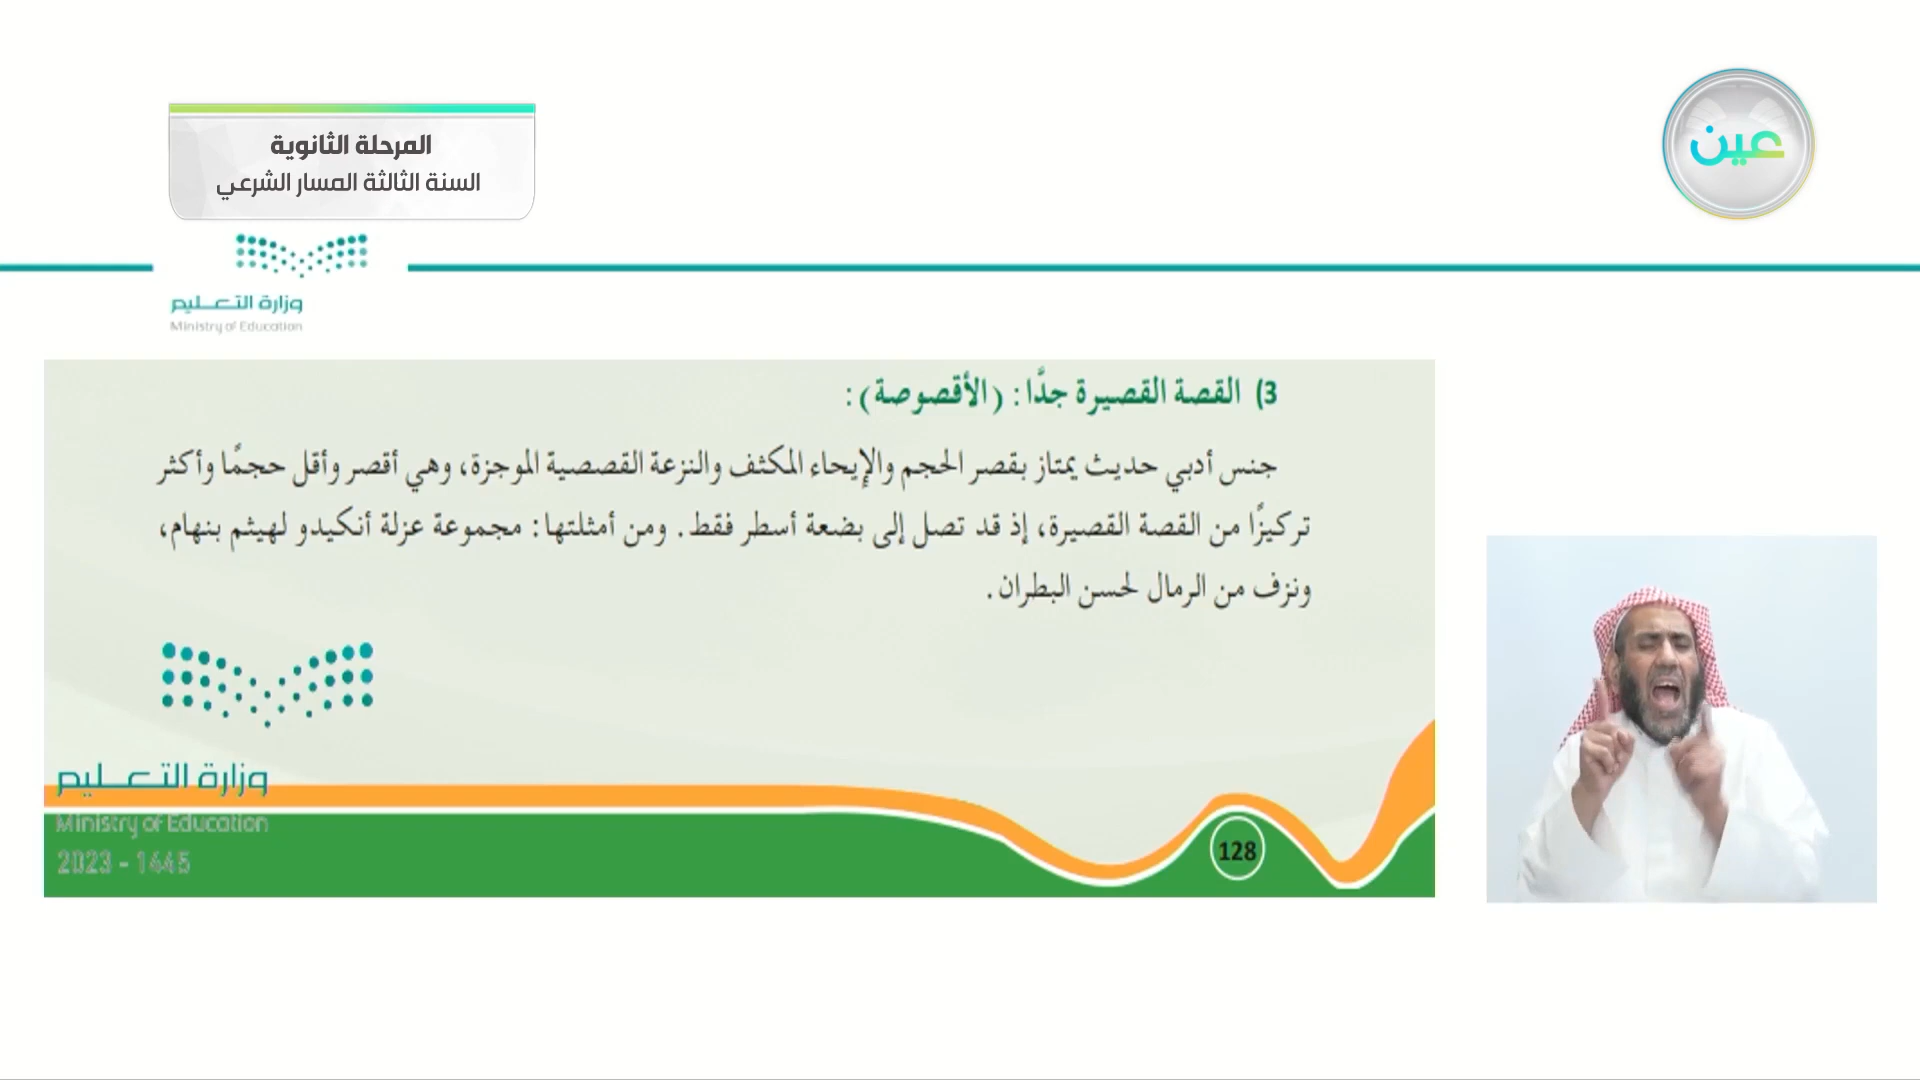 عين
المرحلة الثانوية
السنة الثالثة المسار الشرعي
وزارة التعـــليم
Ministry of Education
3) القصة القصيرة جدًّا: (الأقصوصة):
جنس أدبي حديث يمتاز بقصر الحجم والإيحاء المكثف والنزعة القصصية الموجزة، وهي أقصر وأقل حجمًا وأكثر
تركيزًا من القصة القصيرة، إذ قد تصل إلى بضعة أسطر فقط. ومن أمثلتها: مجموعة عزلة أنكيدو لهيثم بنهام،
ونزف من الرمال لحسن البطران.
وزارة التعـــليم
Ministry of Education
2023 - 1445
128